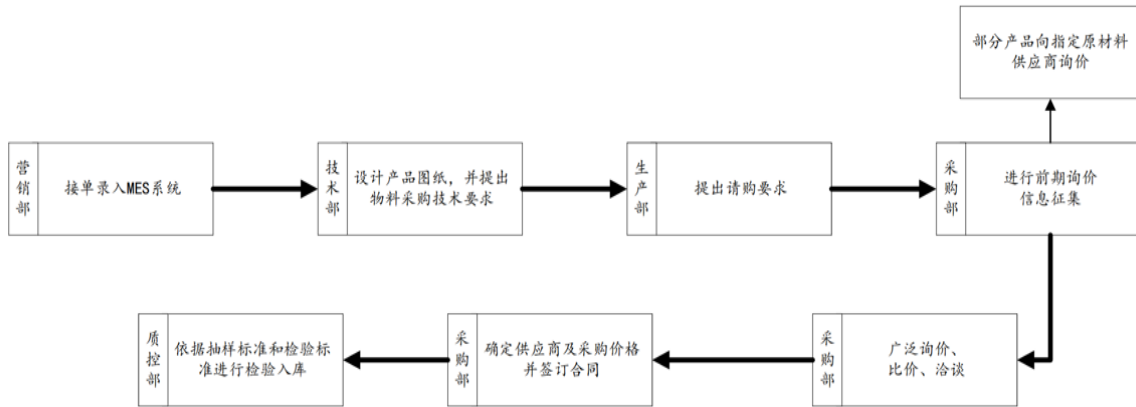 部分产品向指定原材料
供应商询价
营销部
接单录入MES系统
技术部
设计产品图纸，并提出
物料采购技术要求
生产部
提出请购要求
采购部
进行前期询价
信息征集
质控部
依据抽样标准和检验标
准进行检验入库
采购部
确定供应商及采购价格
并签订合同
采购部
广泛询价、
比价、洽谈